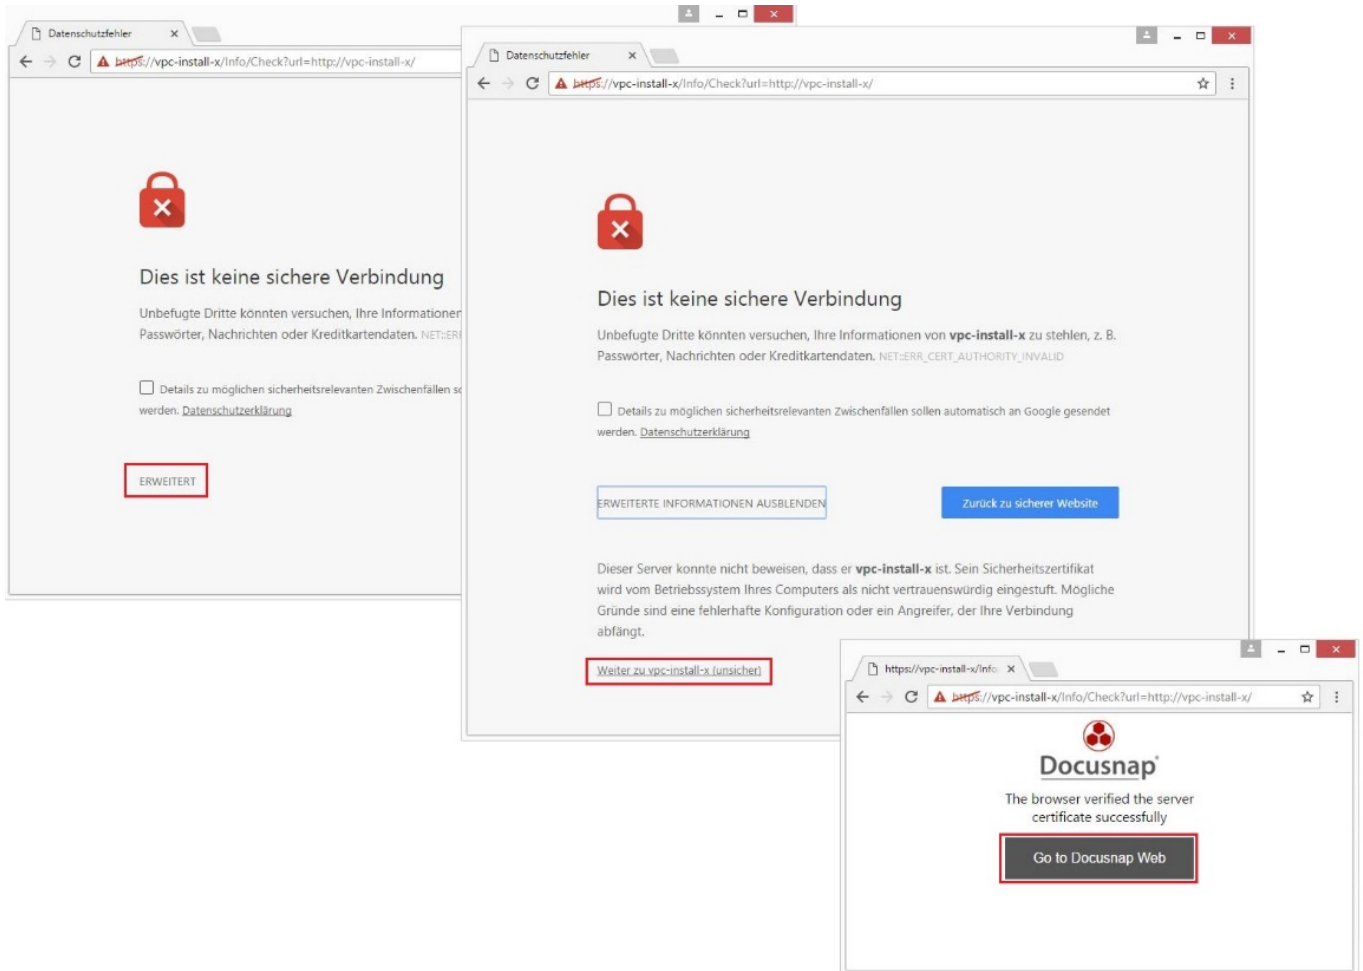 Datenschutzfehler
https://vpc-install-x/Info/Check?url=http://vpc-install-x/
Dies ist keine sichere Verbindung
Unbefugte Dritte könnten versuchen, Ihre Informationen
Passwörter, Nachrichten oder Kreditkartendaten. NET::ERR
Details zu möglichen sicherheitsrelevanten Zwischenfällen
werden. Datenschutzerklärung
ERWEITERT
Datenschutzfehler
https://vpc-install-x/Info/Check?url=http://vpc-install-x/
Dies ist keine sichere Verbindung
Unbefugte Dritte könnten versuchen, Ihre Informationen von vpc-install-x zu stehlen, z. B.
Passwörter, Nachrichten oder Kreditkartendaten. NET::ERR_CERT_AUTHORITY_INVALID
Details zu möglichen sicherheitsrelevanten Zwischenfällen sollen automatisch an Google gesendet
werden. Datenschutzerklärung
ERWEITERTE INFORMATIONEN AUSBLENDEN
Zurück zu sicherer Website
Dieser Server konnte nicht beweisen, dass er vpc-install-x ist. Sein Sicherheitszertifikat
wird vom Betriebssystem Ihres Computers als nicht vertrauenswürdig eingestuft. Mögliche
Gründe sind eine fehlerhafte Konfiguration oder ein Angreifer, der Ihre Verbindung
abfängt.
Weiter zu vpc-install-x (unsicher)
https://vpc-install-x/Info
https://vpc-install-x/Info/Check?url=http://vpc-install-x/
Docusnap
The browser verified the server
certificate successfully
Go to Docusnap Web